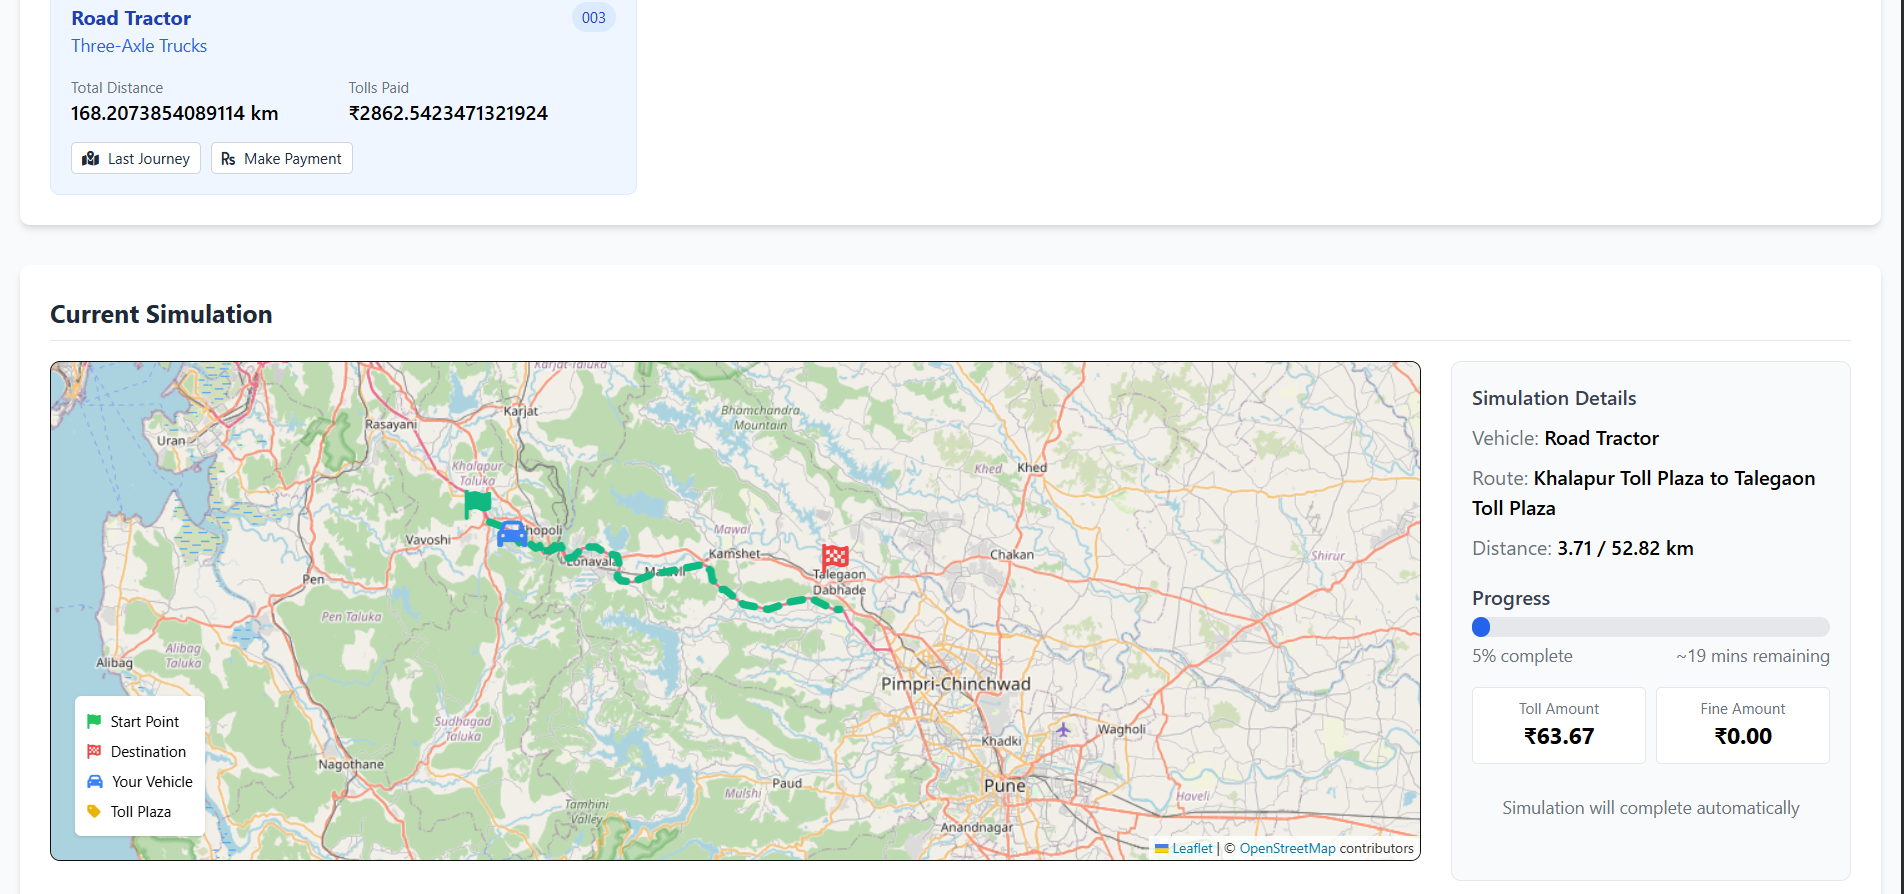 Road Tractor
003
Three-Axle Trucks
Total Distance
Tolls Paid
168.2073854089114 km
₹2862.5423471321924
Last Journey
Rs Make Payment
Current Simulation
Karjat-Taluka
Karjat
Rasayani
Uran
Bhamchandra
Mountain
Khalapur
Taluka
Khed
Khed
Mawal
Vavoshi
Kamshet
Chakan
Shirur
Lonavala
Talegaon
Dabhade
Pen
Pen Taluka
Alibag
Alibag
Taluka
Pimpri-Chinchwad
Sudhagad
Taluka
Khadki
Wagholi
Nagothane
Paud
Pune
Mulshi
Haveli
Tamhini
Valley
Anandnagar
Start Point
Destination
Your Vehicle
Toll Plaza
Leaflet | © OpenStreetMap contributors
Simulation Details
Vehicle: Road Tractor
Route: Khalapur Toll Plaza to Talegaon
Toll Plaza
Distance: 3.71 / 52.82 km
Progress
5% complete
~19 mins remaining
Toll Amount
₹63.67
Fine Amount
₹0.00
Simulation will complete automatically